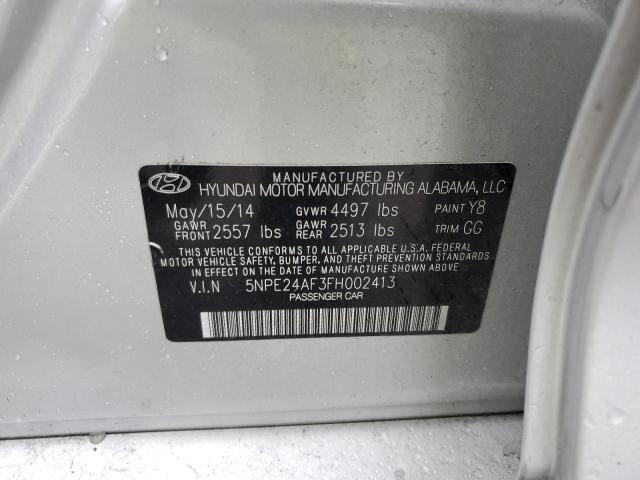 MANUFACTURED BY
HYUNDAI MOTOR MANUFACTURING ALABAMA, LLC
May/15/14 GVWR 4497 lbs PAINT Y8
GAWR FRONT 2557 lbs GAWR REAR 2513 lbs TRIM GG
THIS VEHICLE CONFORMS TO ALL APPLICABLE U.S.A. FEDERAL
MOTOR VEHICLE SAFETY, BUMPER, AND THEFT PREVENTION STANDARDS
IN EFFECT ON THE DATE OF MANUFACTURE SHOWN ABOVE.
V.I.N 5NPE24AF3FH002413
PASSENGER CAR